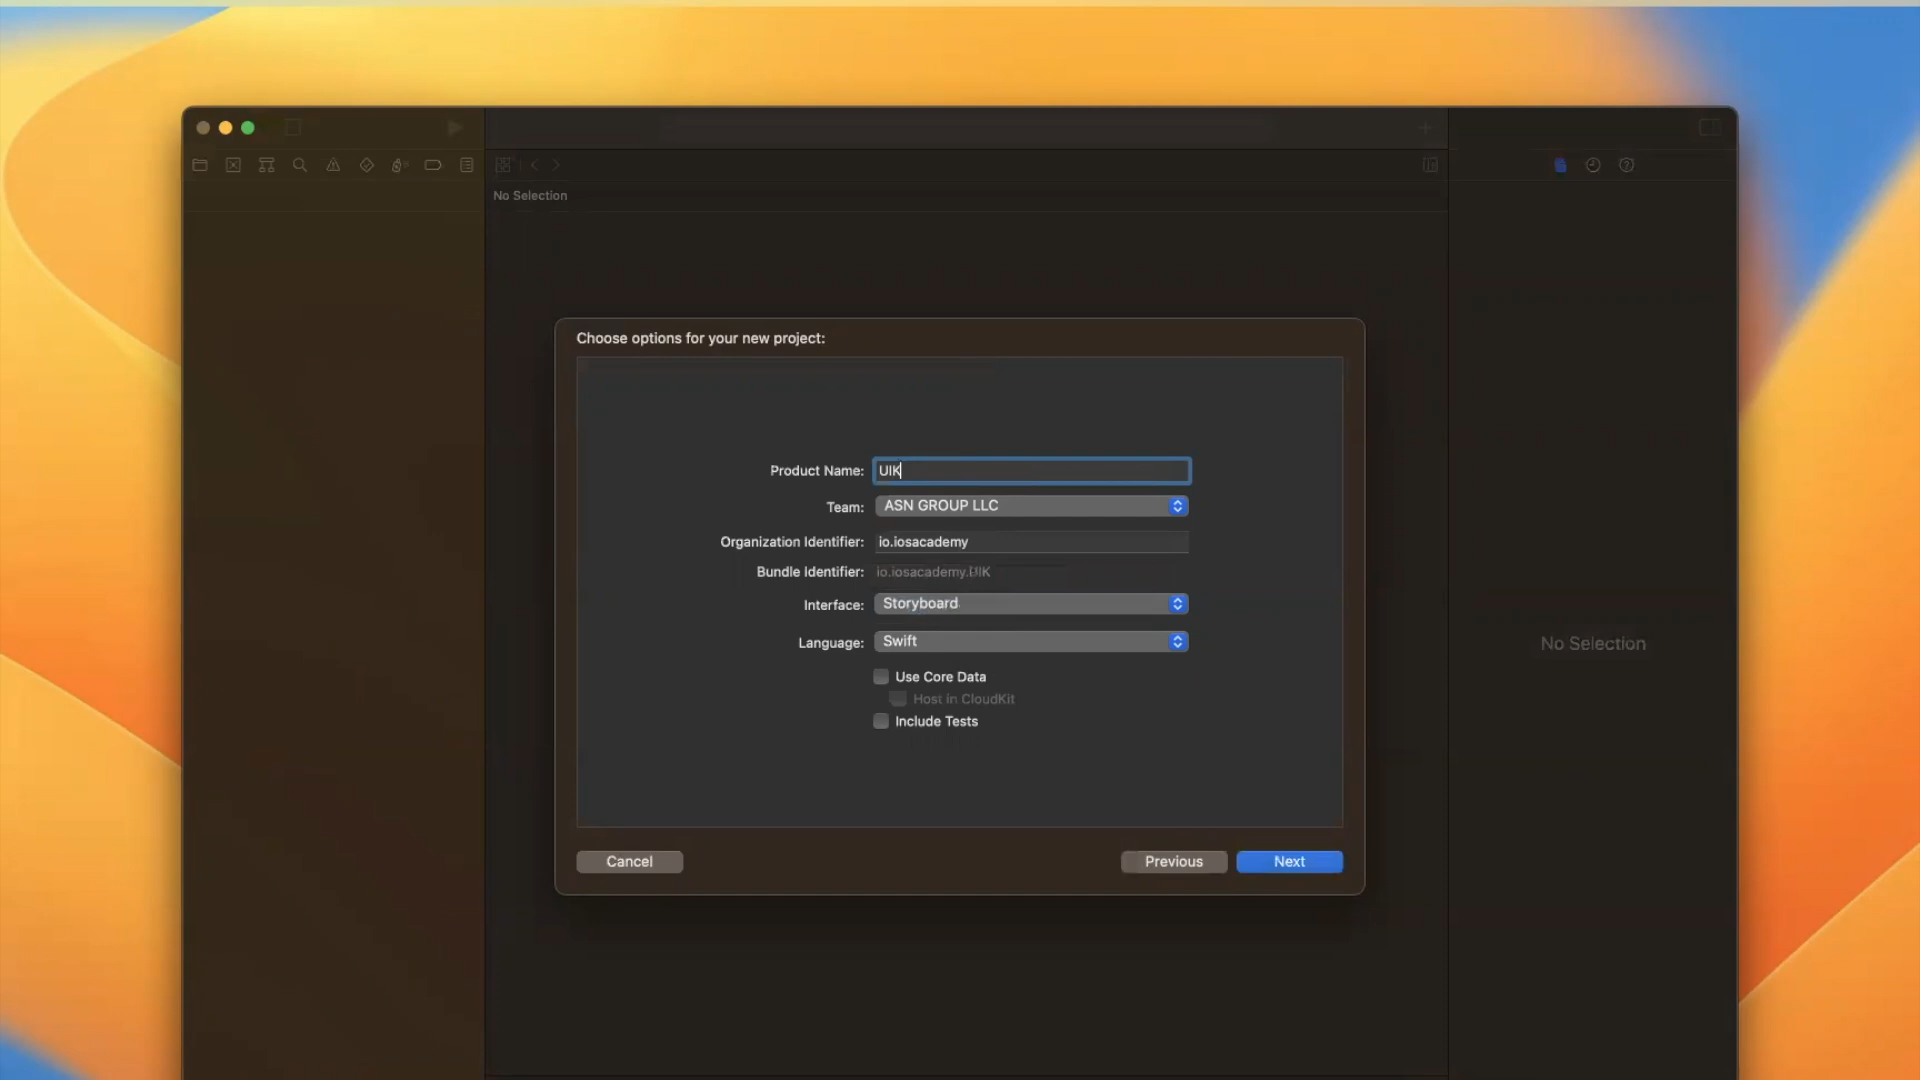 No Selection
Choose options for your new project:
Product Name: UIK
Team: ASN GROUP LLC
Organization Identifier: io.iosacademy
Bundle Identifier: io.iosacademy.UIK
Interface: Storyboard
Language: Swift
Use Core Data
Host in CloudKit
Include Tests
No Selection
Cancel
Previous
Next